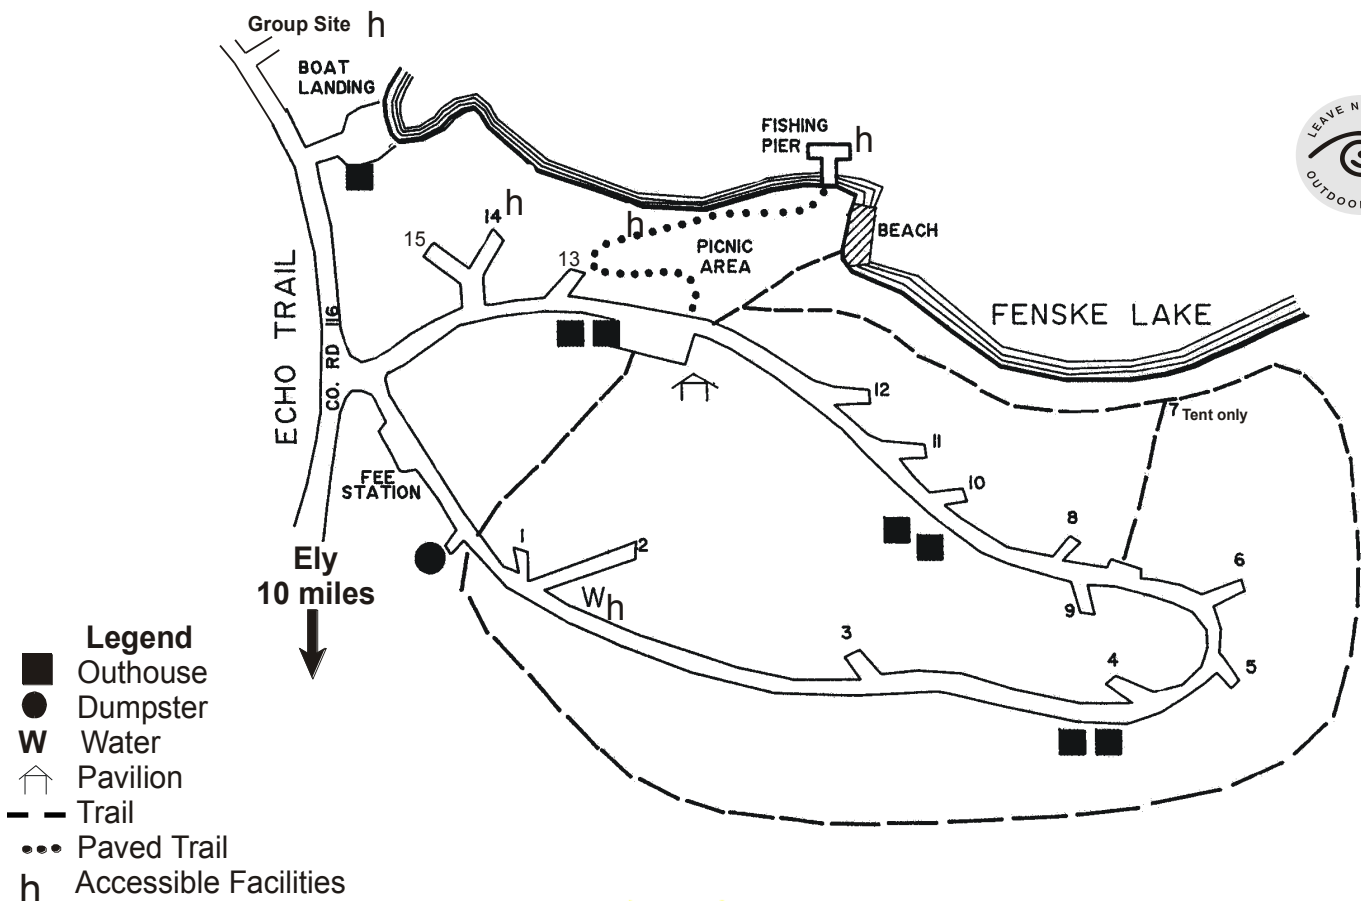 Group Site h
BOAT
LANDING
FISHING
PIER h
LEAVE N
OUTDOO
BEACH
14 h
15
13
h
PICNIC
AREA
FENSKE LAKE
ECHO TRAIL
CO. RD 116
12
7 Tent only
11
10
FEE
STATION
8
1
2
6
9
W h
3
4
5
Ely
10 miles
Legend
Outhouse
Dumpster
W Water
Pavilion
Trail
Paved Trail
h Accessible Facilities